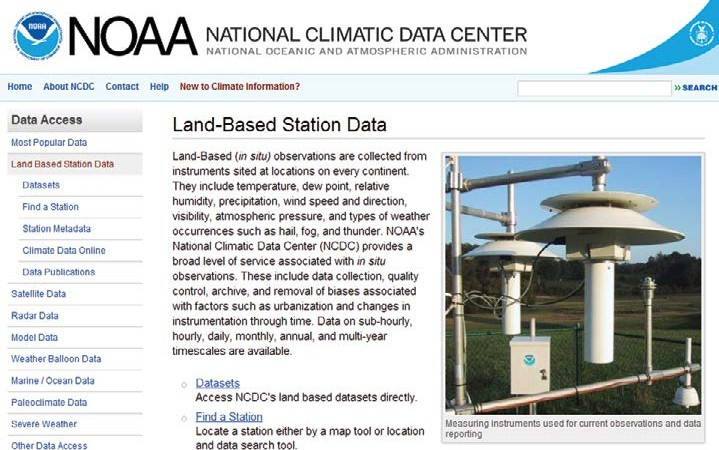 NOAA
NOAA NATIONAL CLIMATIC DATA CENTER
NATIONAL OCEANIC AND ATMOSPHERIC ADMINISTRATION
Home About NCDC Contact Help New to Climate Information? » SEARCH
Data Access
Most Popular Data
Land Based Station Data
Datasets
Find a Station
Station Metadata
Climate Data Online
Data Publications
Satellite Data
Radar Data
Model Data
Weather Balloon Data
Marine / Ocean Data
Paleoclimate Data
Severe Weather
Other Data Access
Land-Based Station Data
Land-Based (in situ) observations are collected from
instruments sited at locations on every continent.
They include temperature, dew point, relative
humidity, precipitation, wind speed and direction,
visibility, atmospheric pressure, and types of weather
occurrences such as hail, fog, and thunder. NOAA's
National Climatic Data Center (NCDC) provides a
broad level of service associated with in situ
observations. These include data collection, quality
control, archive, and removal of biases associated
with factors such as urbanization and changes in
instrumentation through time. Data on sub-hourly,
hourly, daily, monthly, annual, and multi-year
timescales are available.
Datasets
Access NCDC's land based datasets directly.
Find a Station
Locate a station either by a map tool or location
and data search tool.
Measuring instruments used for current observations and data
reporting